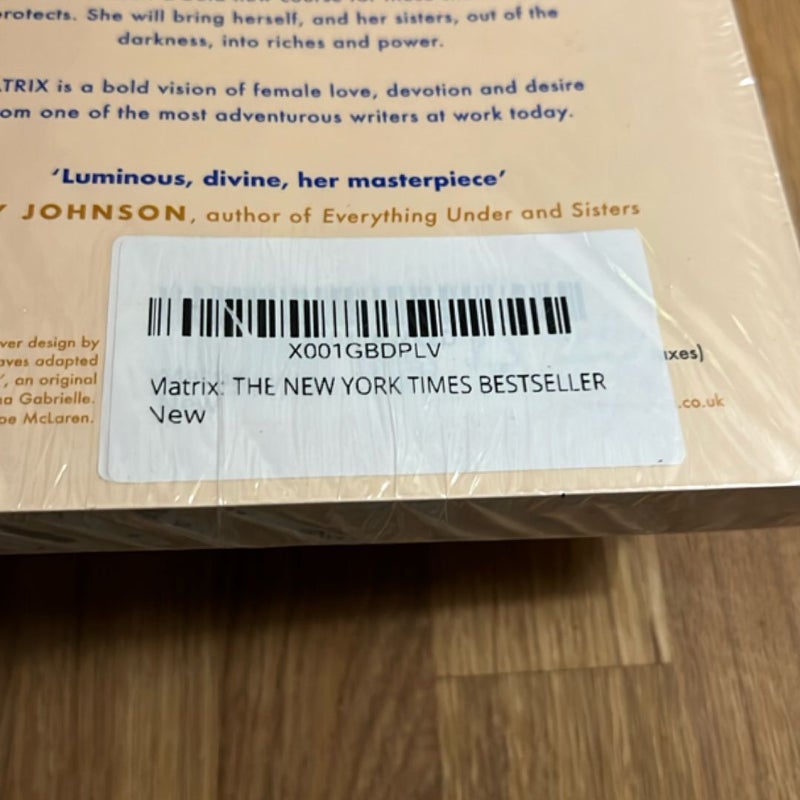 protects. She will bring herself, and her sisters, out of the
darkness, into riches and power.
TRIX is a bold vision of female love, devotion and desire
om one of the most adventurous writers at work today.
'Luminous, divine, her masterpiece'
Y JOHNSON, author of Everything Under and Sisters
ver design by
aves adapted
', an original
na Gabrielle.
oe McLaren.
X001GBDPLV
Matrix: THE NEW YORK TIMES BESTSELLER
New
xes)
.co.uk